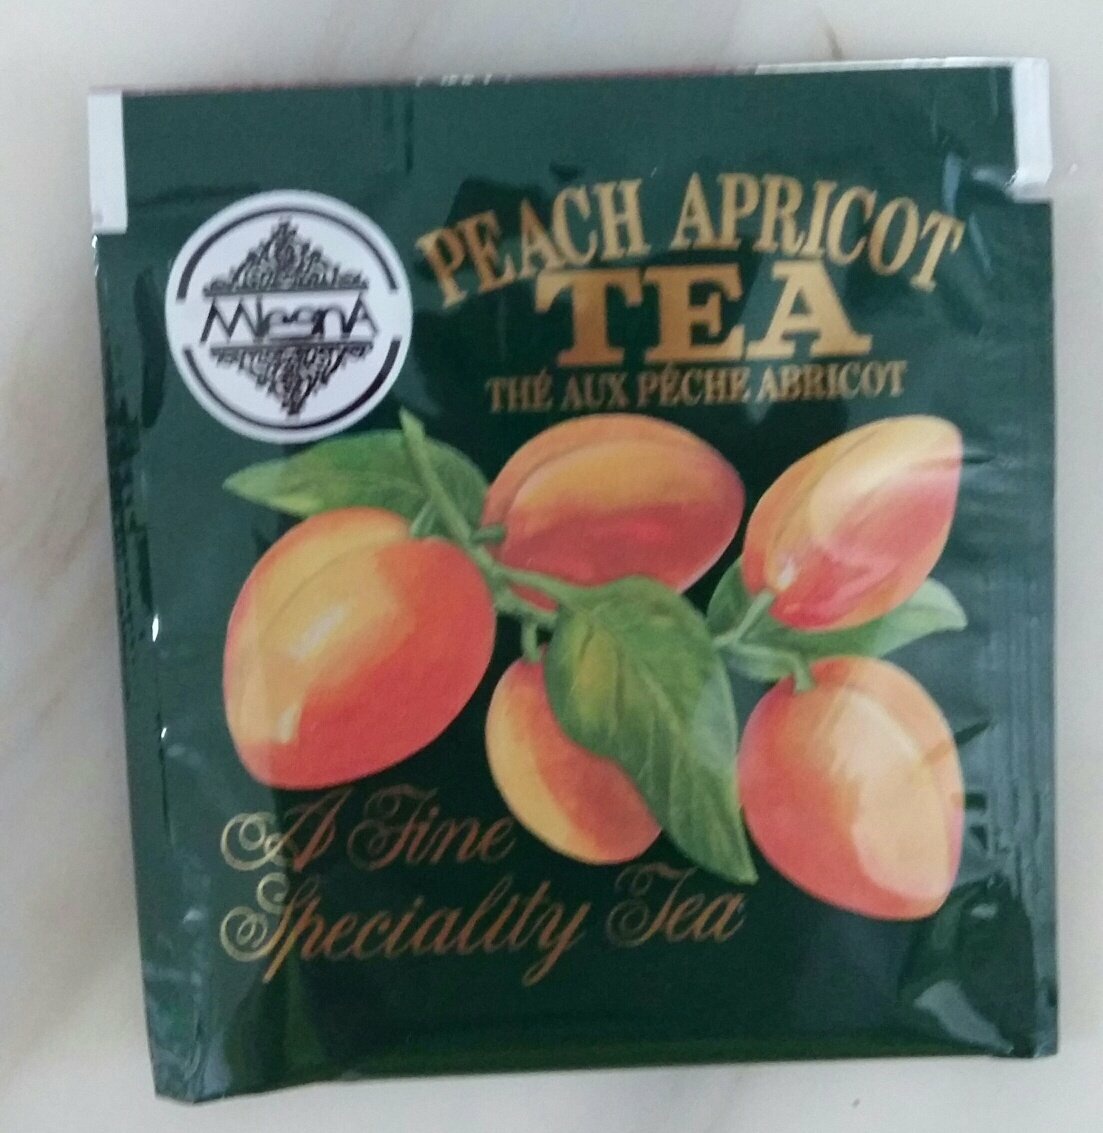 MlesnA
PEACH APRICOT
TEA
THÉ AUX PÊCHE ABRICOT
A Fine
Speciality Tea